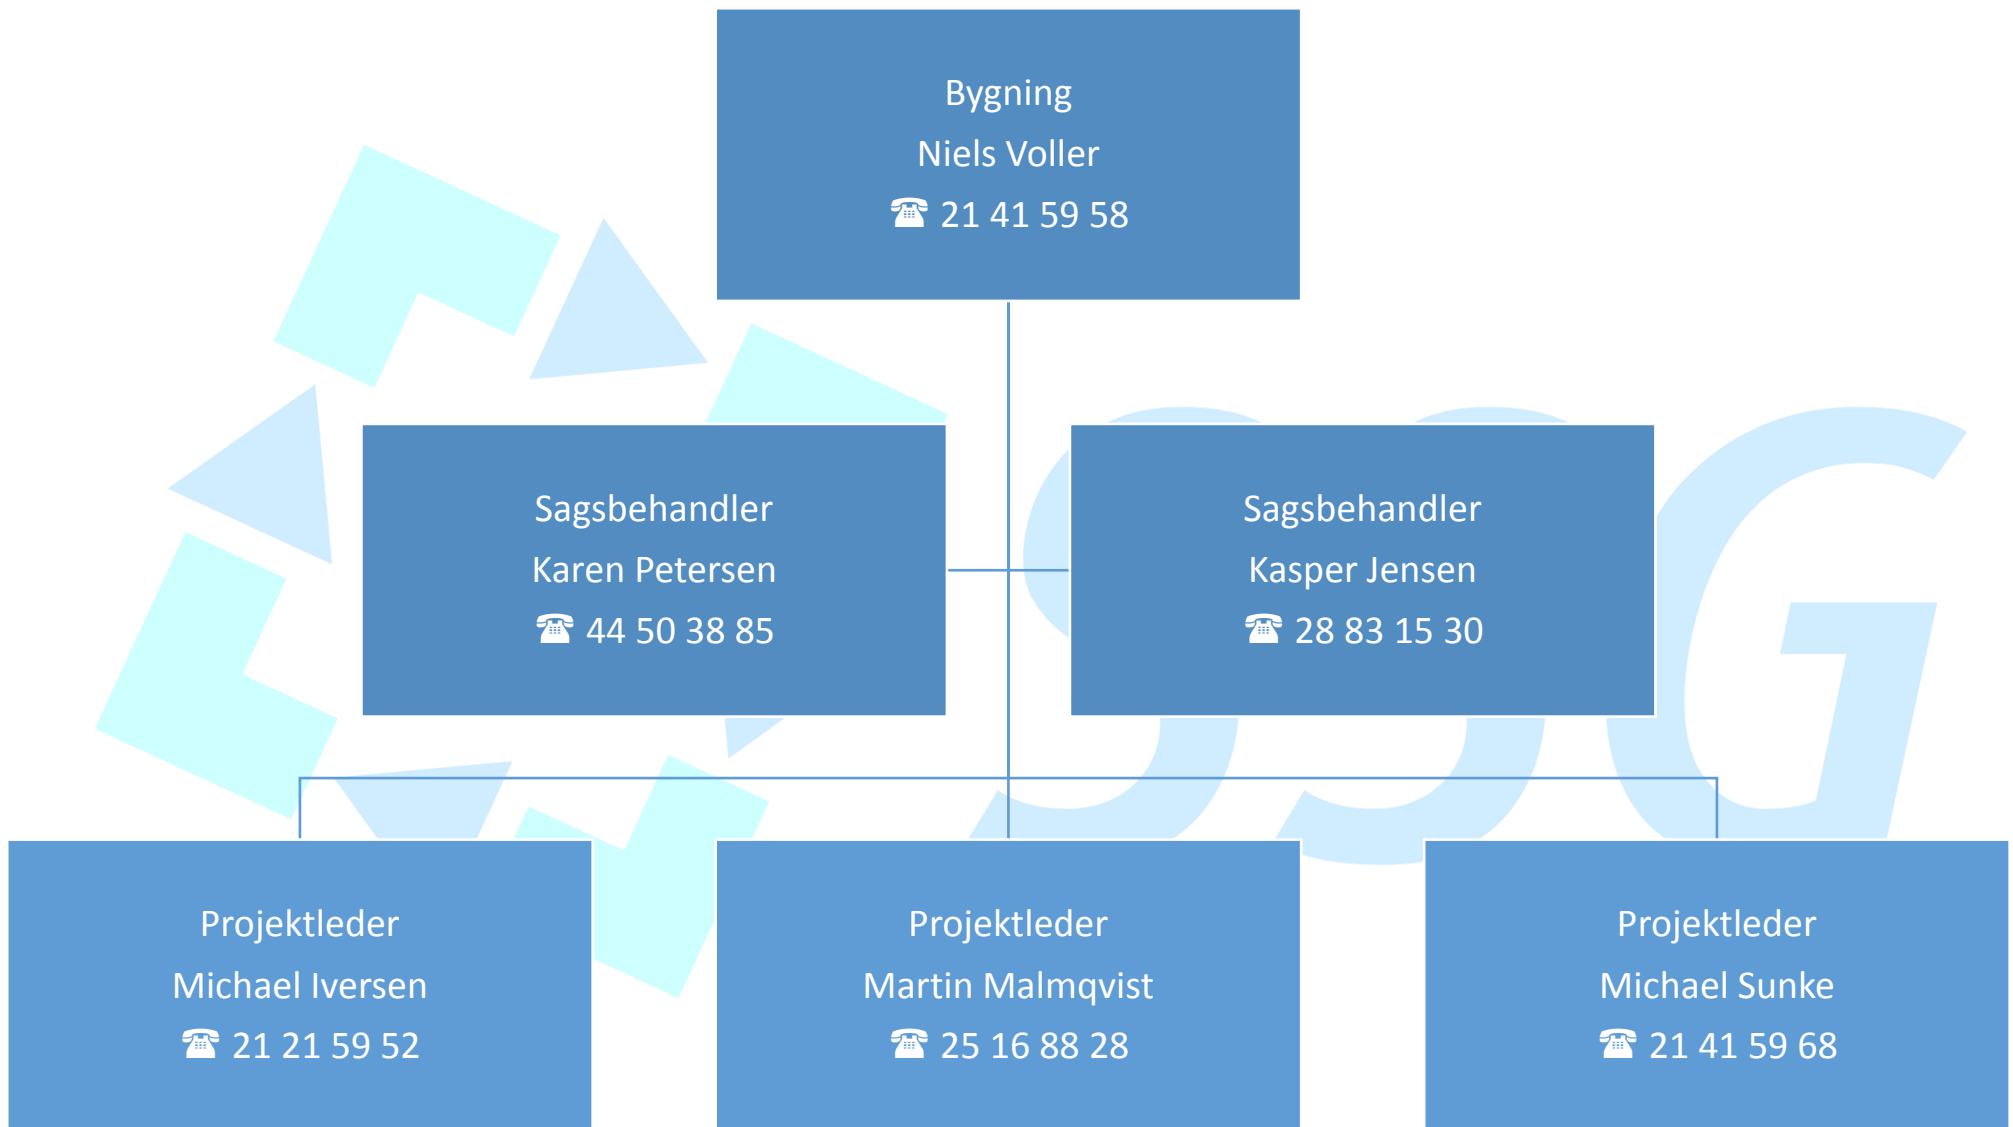 Bygning
Niels Voller
☎ 21 41 59 58
Sagsbehandler
Karen Petersen
☎ 44 50 38 85
Sagsbehandler
Kasper Jensen
☎ 28 83 15 30
Projektleder
Michael Iversen
☎ 21 21 59 52
Projektleder
Martin Malmqvist
☎ 25 16 88 28
Projektleder
Michael Sunke
☎ 21 41 59 68